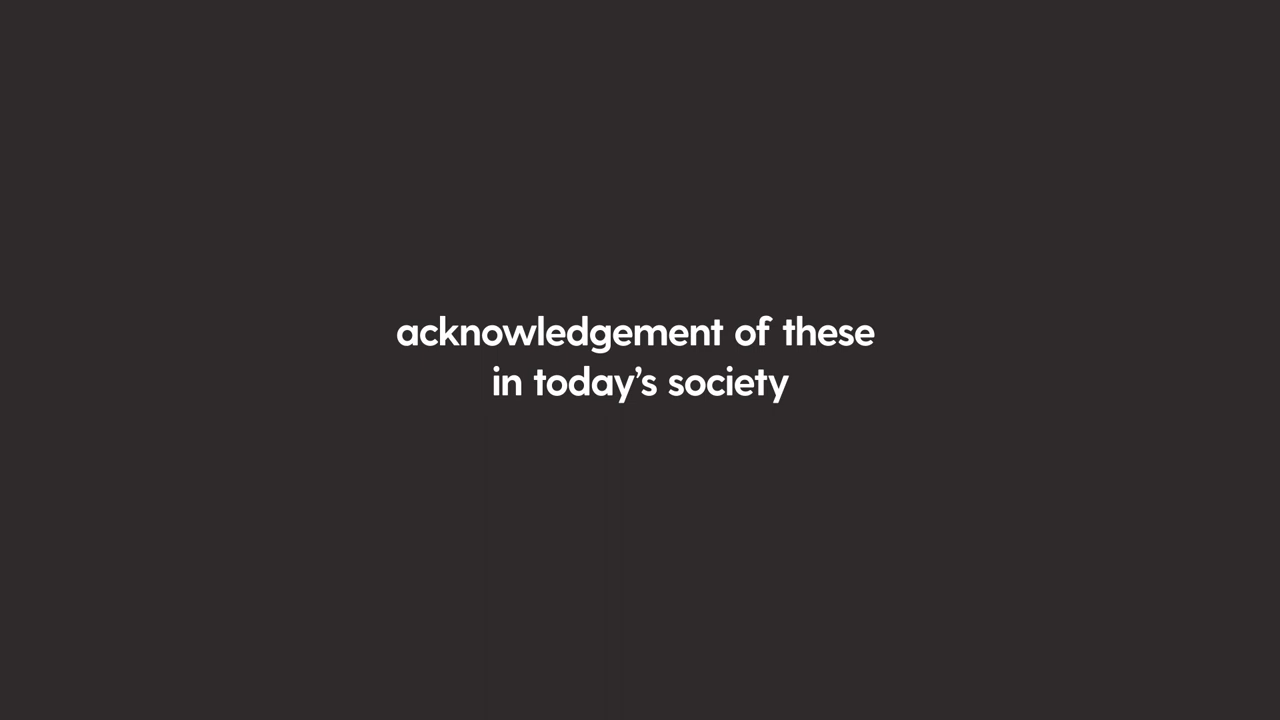 acknowledgement of these
in today’s society